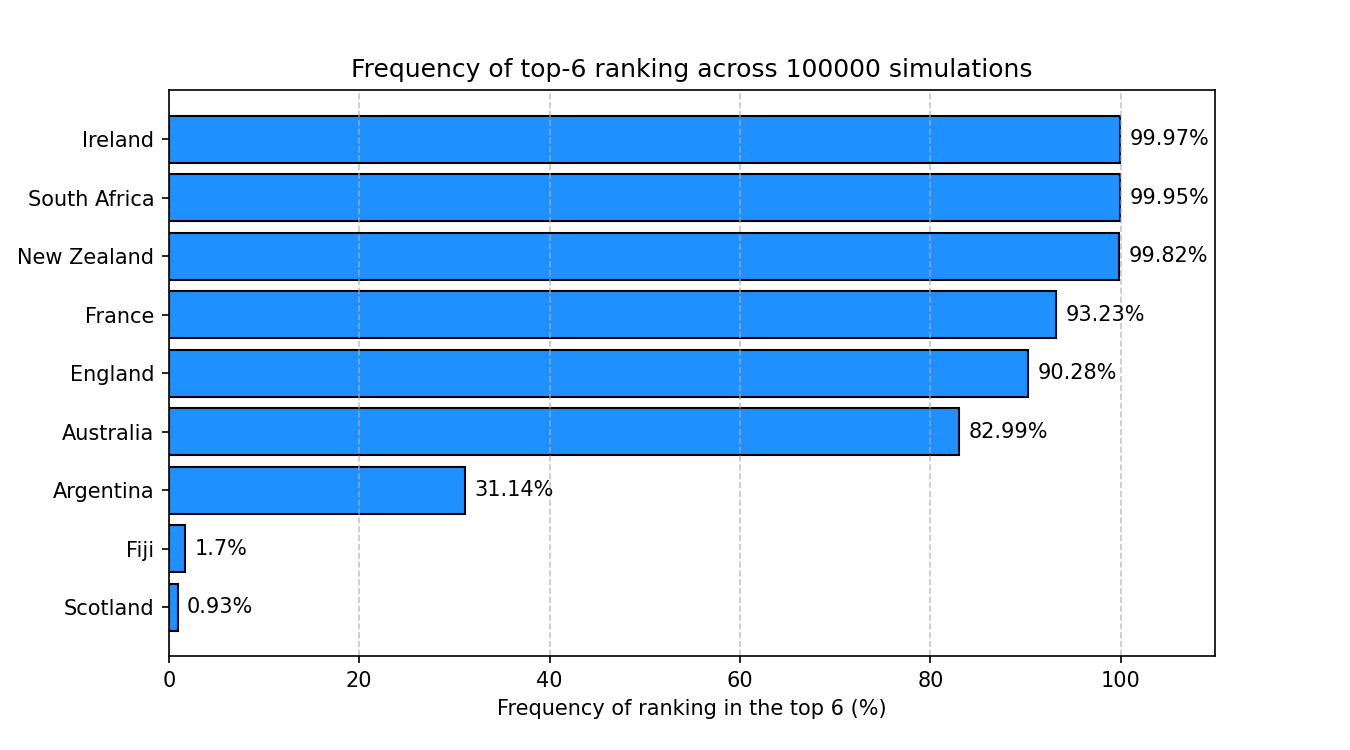 Frequency of top-6 ranking across 100000 simulations
Ireland 99.97%
South Africa 99.95%
New Zealand 99.82%
France 93.23%
England 90.28%
Australia 82.99%
Argentina 31.14%
Fiji 1.7%
Scotland 0.93%
0 20 40 60 80 100
Frequency of ranking in the top 6 (%)